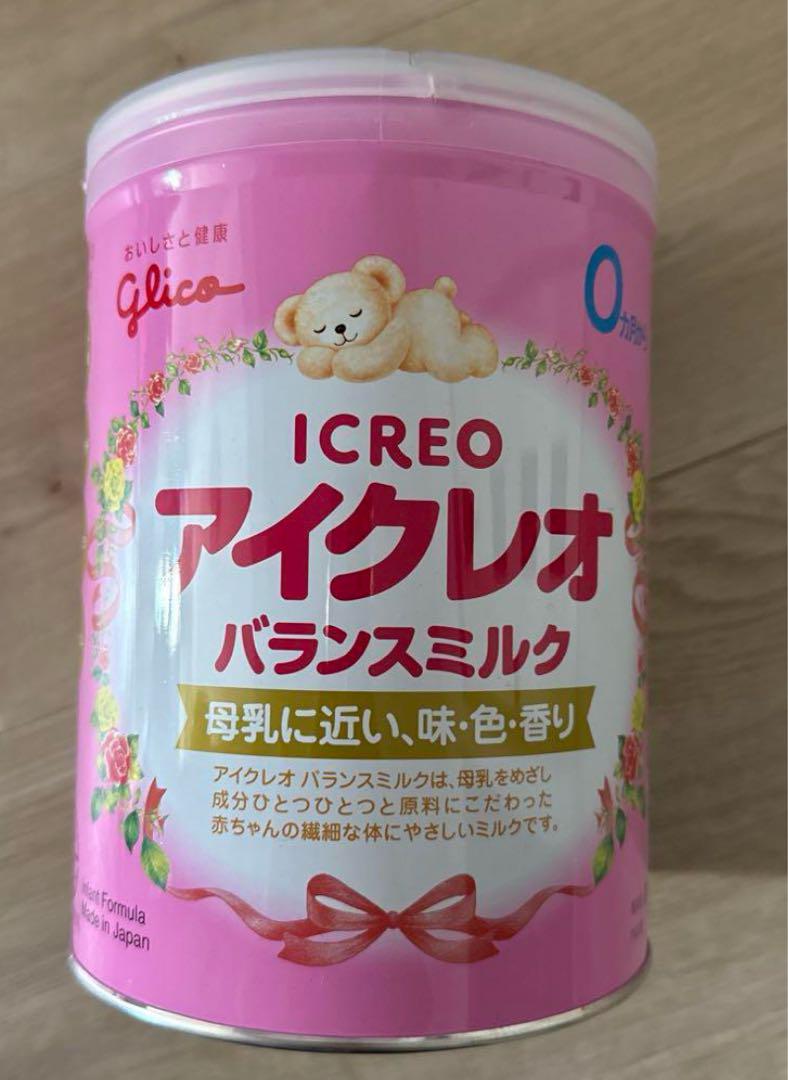 おいしさと健康
glico
0ヵ月から
ICREO
アイクレオ
バランスミルク
母乳に近い、味・色・香り
アイクレオ バランスミルクは、母乳をめざし
成分ひとつひとつと原料にこだわった
赤ちゃんの繊細な体にやさしいミルクです。
Infant Formula
Made in Japan